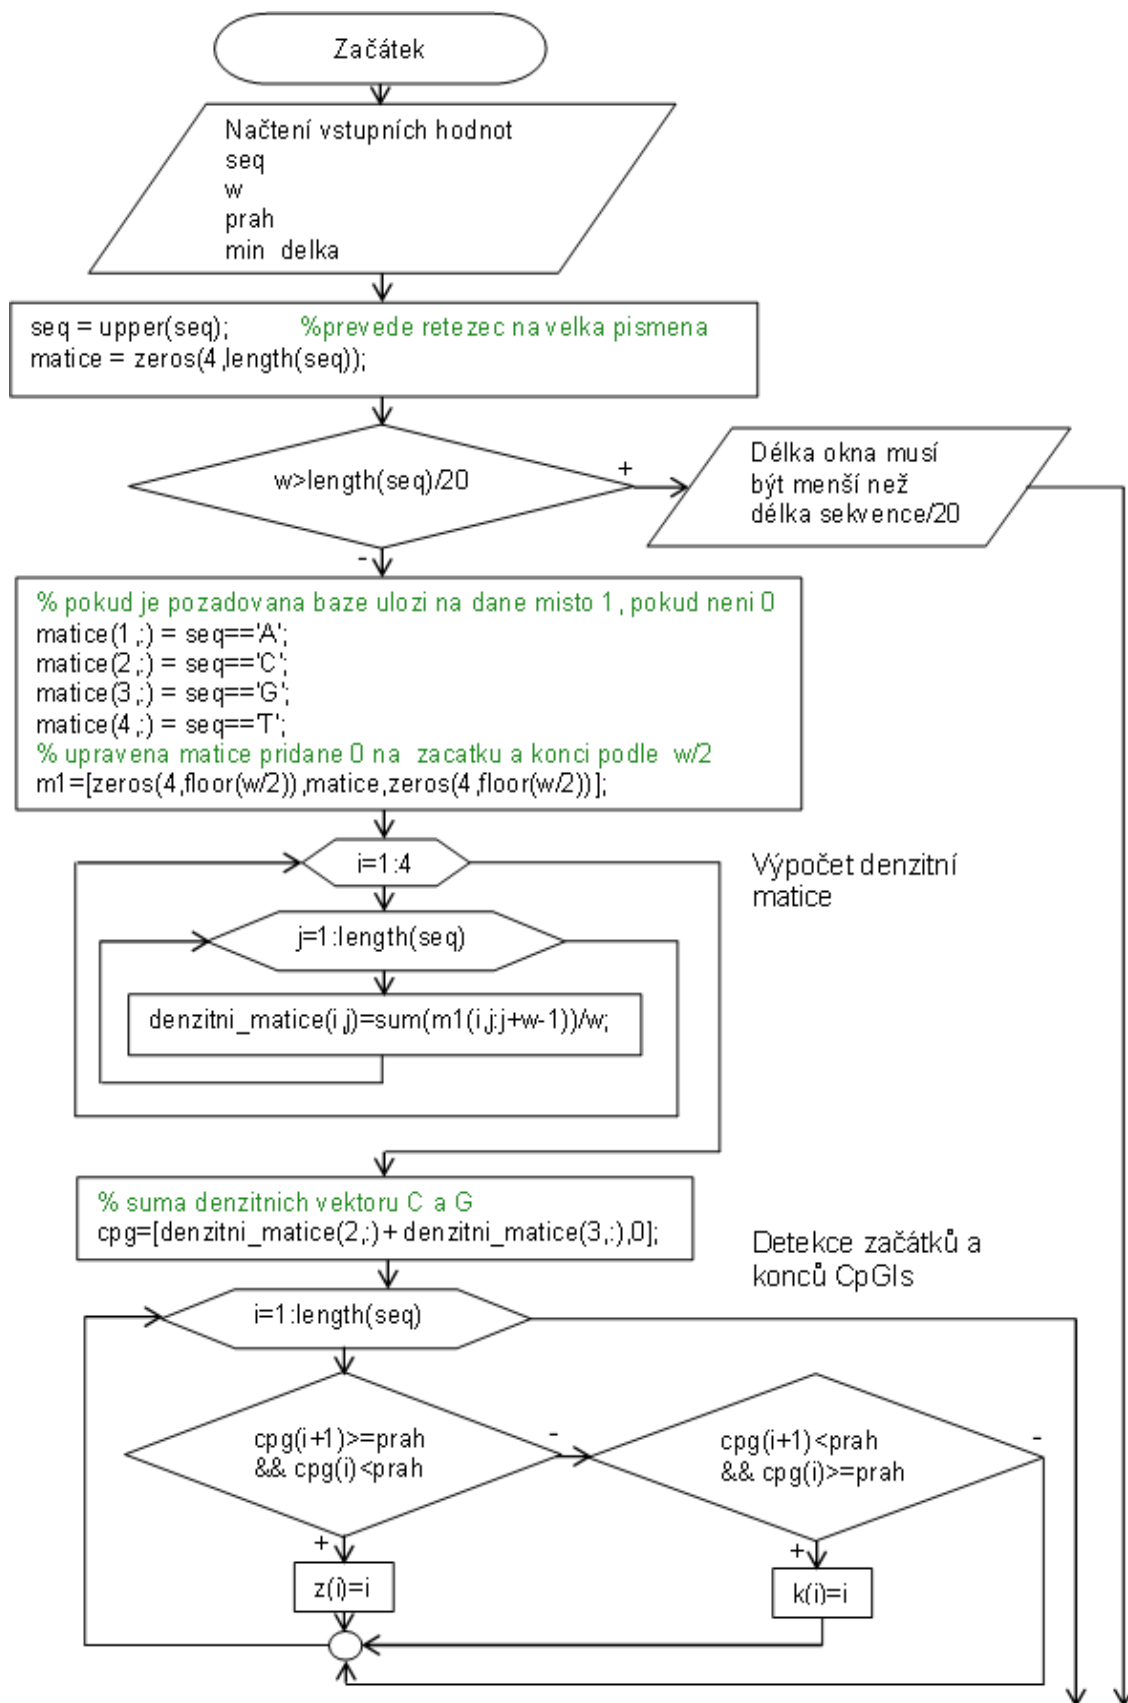 Začátek
Načtení vstupních hodnot
seq
w
prah
min delka
seq = upper(seq); %prevede retezec na velka pismena
matice = zeros(4,length(seq));
w>length(seq)/20
+
Délka okna musí
být menší než
délka sekvence/20
-
% pokud je pozadovana baze ulozi na dane misto 1, pokud neni 0
matice(1,:) = seq=='A';
matice(2,:) = seq=='C';
matice(3,:) = seq=='G';
matice(4,:) = seq=='T';
% upravena matice pridane 0 na zacatku a konci podle w/2
m1=[zeros(4,floor(w/2)),matice,zeros(4,floor(w/2))];
i=1:4
Výpočet denzitní
matice
j=1:length(seq)
denzitni_matice(i,j)=sum(m1(i,j:j+w-1))/w;
% suma denzitnich vektoru C a G
cpg=[denzitni_matice(2,:)+ denzitni_matice(3,:),0];
Detekce začátků a
konců CpGIs
i=1:length(seq)
cpg(i+1)>=prah
&& cpg(i)<prah
-
cpg(i+1)<prah
&& cpg(i)>=prah
-
+
z(i)=i
+
k(i)=i